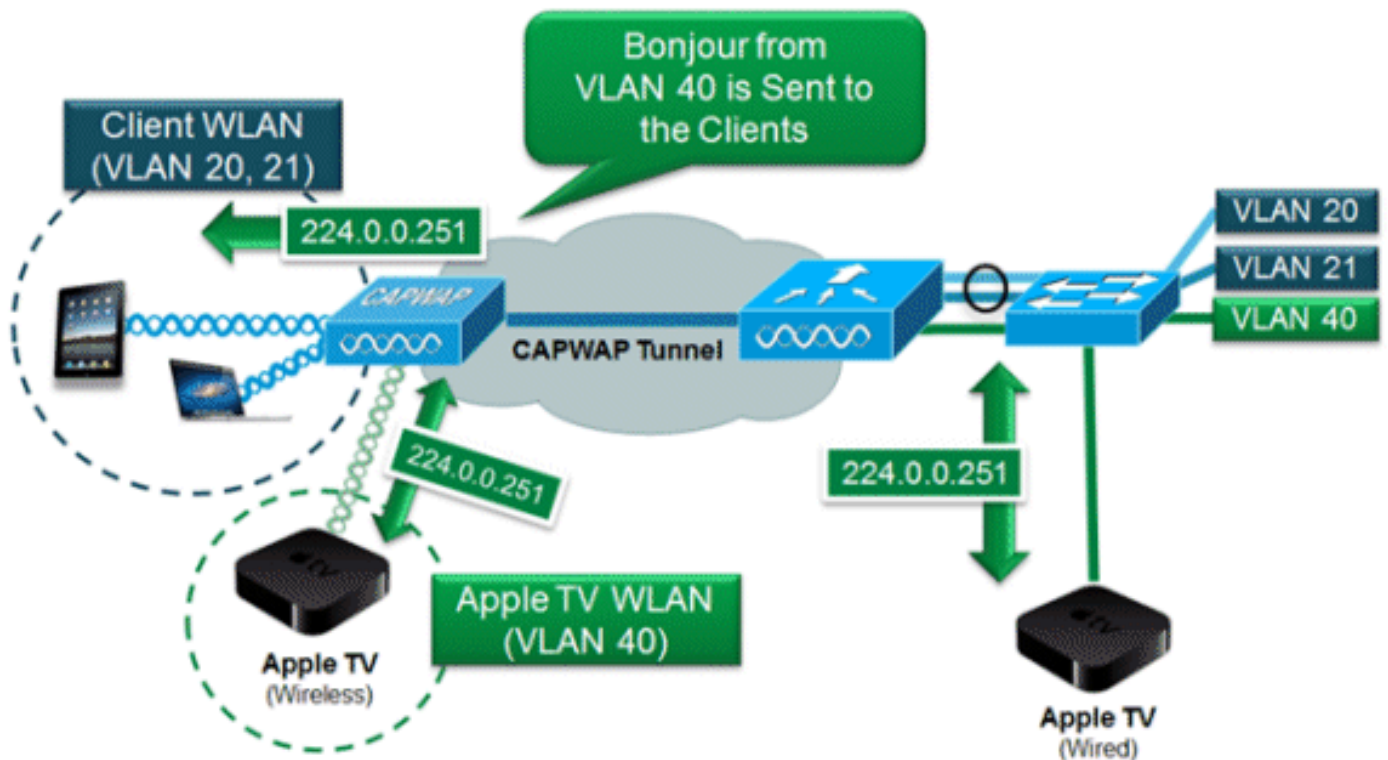 Bonjour from
VLAN 40 is Sent to
the Clients
Client WLAN
(VLAN 20, 21)
224.0.0.251
CAPWAP
CAPWAP Tunnel
VLAN 20
VLAN 21
VLAN 40
224.0.0.251
224.0.0.251
tv
Apple TV
(Wireless)
Apple TV WLAN
(VLAN 40)
tv
Apple TV
(Wired)